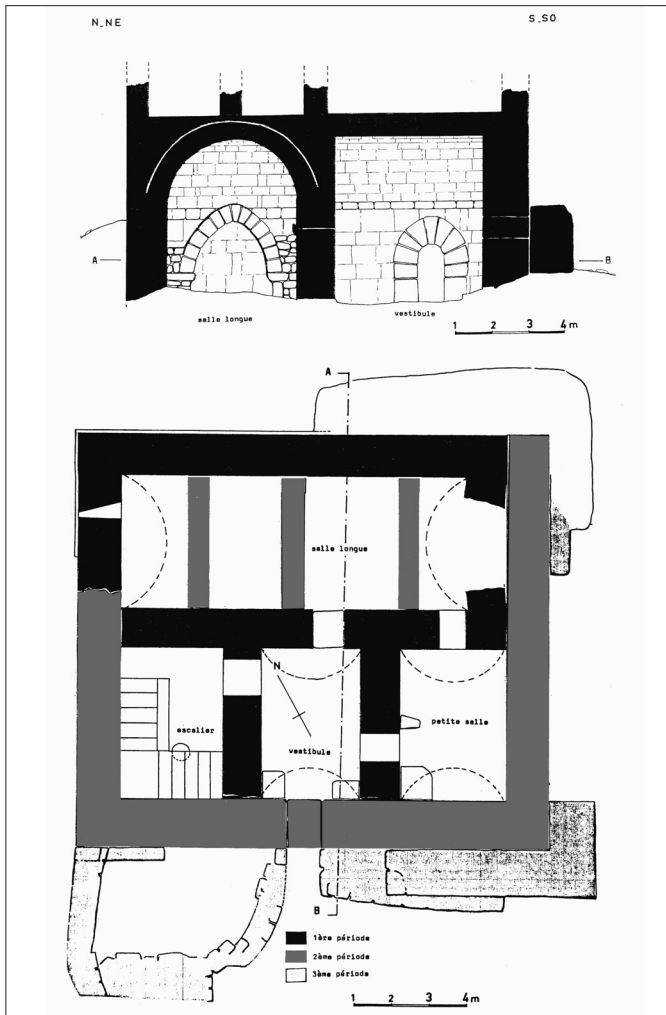 N_NE
S_SO
A
B
salle longue
vestibule
1 2 3 4m
A
salle longue
N
escalier
vestibule
petite salle
B
1ère période
2ème période
3ème période
1 2 3 4m